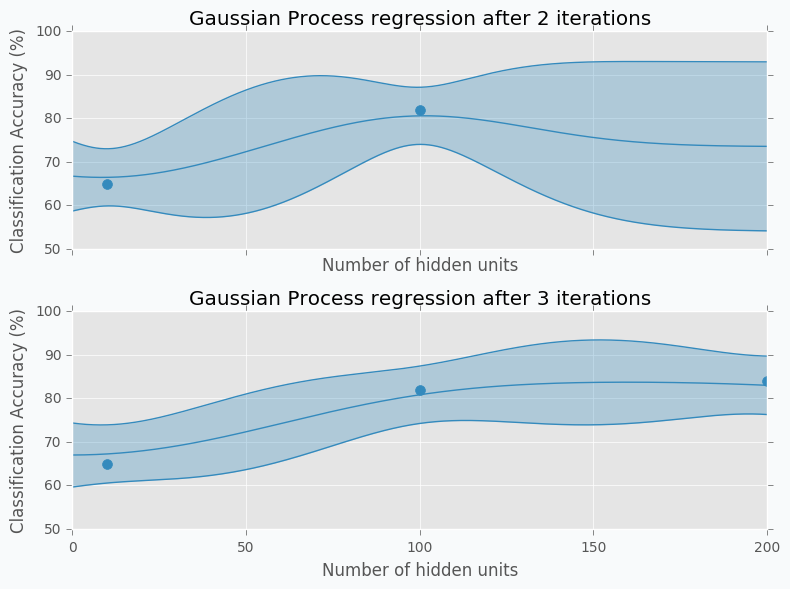 Gaussian Process regression after 2 iterations
Classification Accuracy (%)
100
90
80
70
60
50
Number of hidden units
Gaussian Process regression after 3 iterations
Classification Accuracy (%)
100
90
80
70
60
50
0 50 100 150 200
Number of hidden units